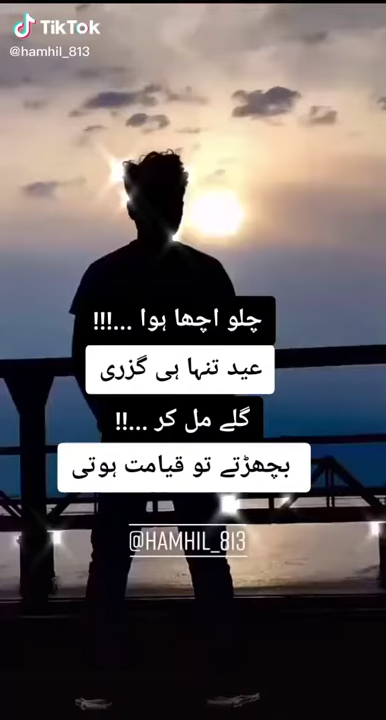 TikTok
@hamhil_813
چلو اچھا ہوا ...!!!
عید تنہا ہی گزری
گلے مل کر ...!!
بچھڑتے تو قیامت ہوتی
@HAMHIL_813